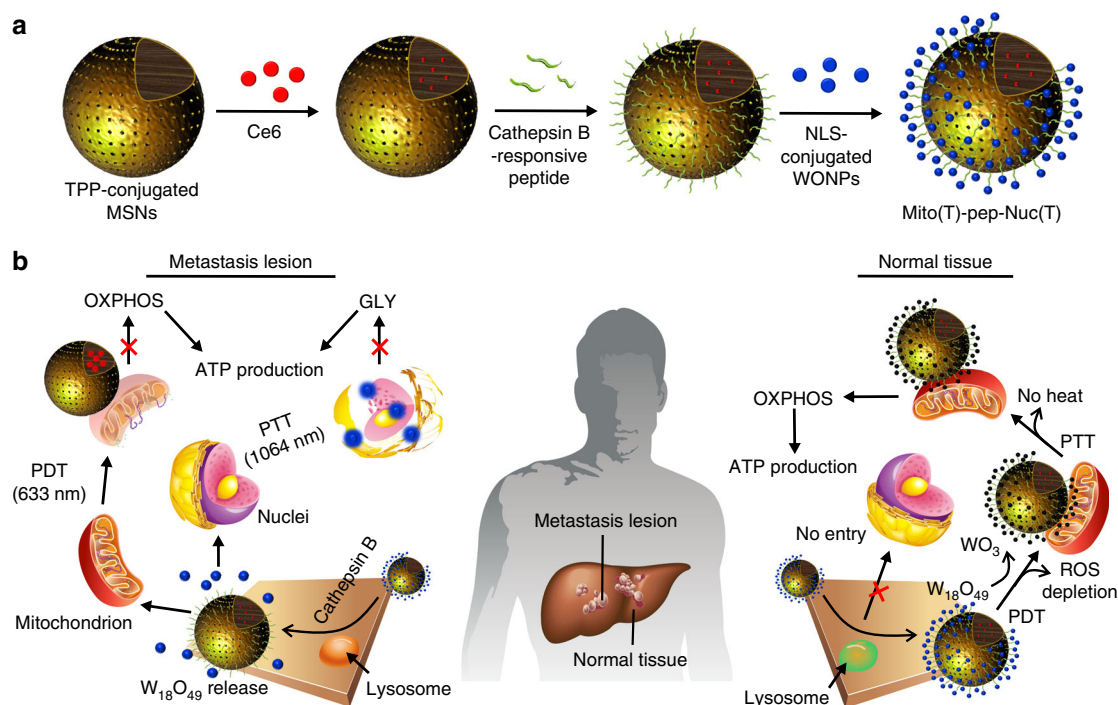 a
TPP-conjugated
MSNs
Ce6
Cathepsin B
-responsive
peptide
NLS-
conjugated
WONPs
Mito(T)-pep-Nuc(T)
b
Metastasis lesion
OXPHOS
GLY
ATP production
PTT
(1064 nm)
PDT
(633 nm)
Nuclei
Mitochondrion
Cathepsin B
W₁₈O₄₉ release
Lysosome
Metastasis lesion
Normal tissue
Normal tissue
OXPHOS
ATP production
No heat
PTT
No entry
WO₃
W₁₈O₄₉
ROS
depletion
PDT
Lysosome